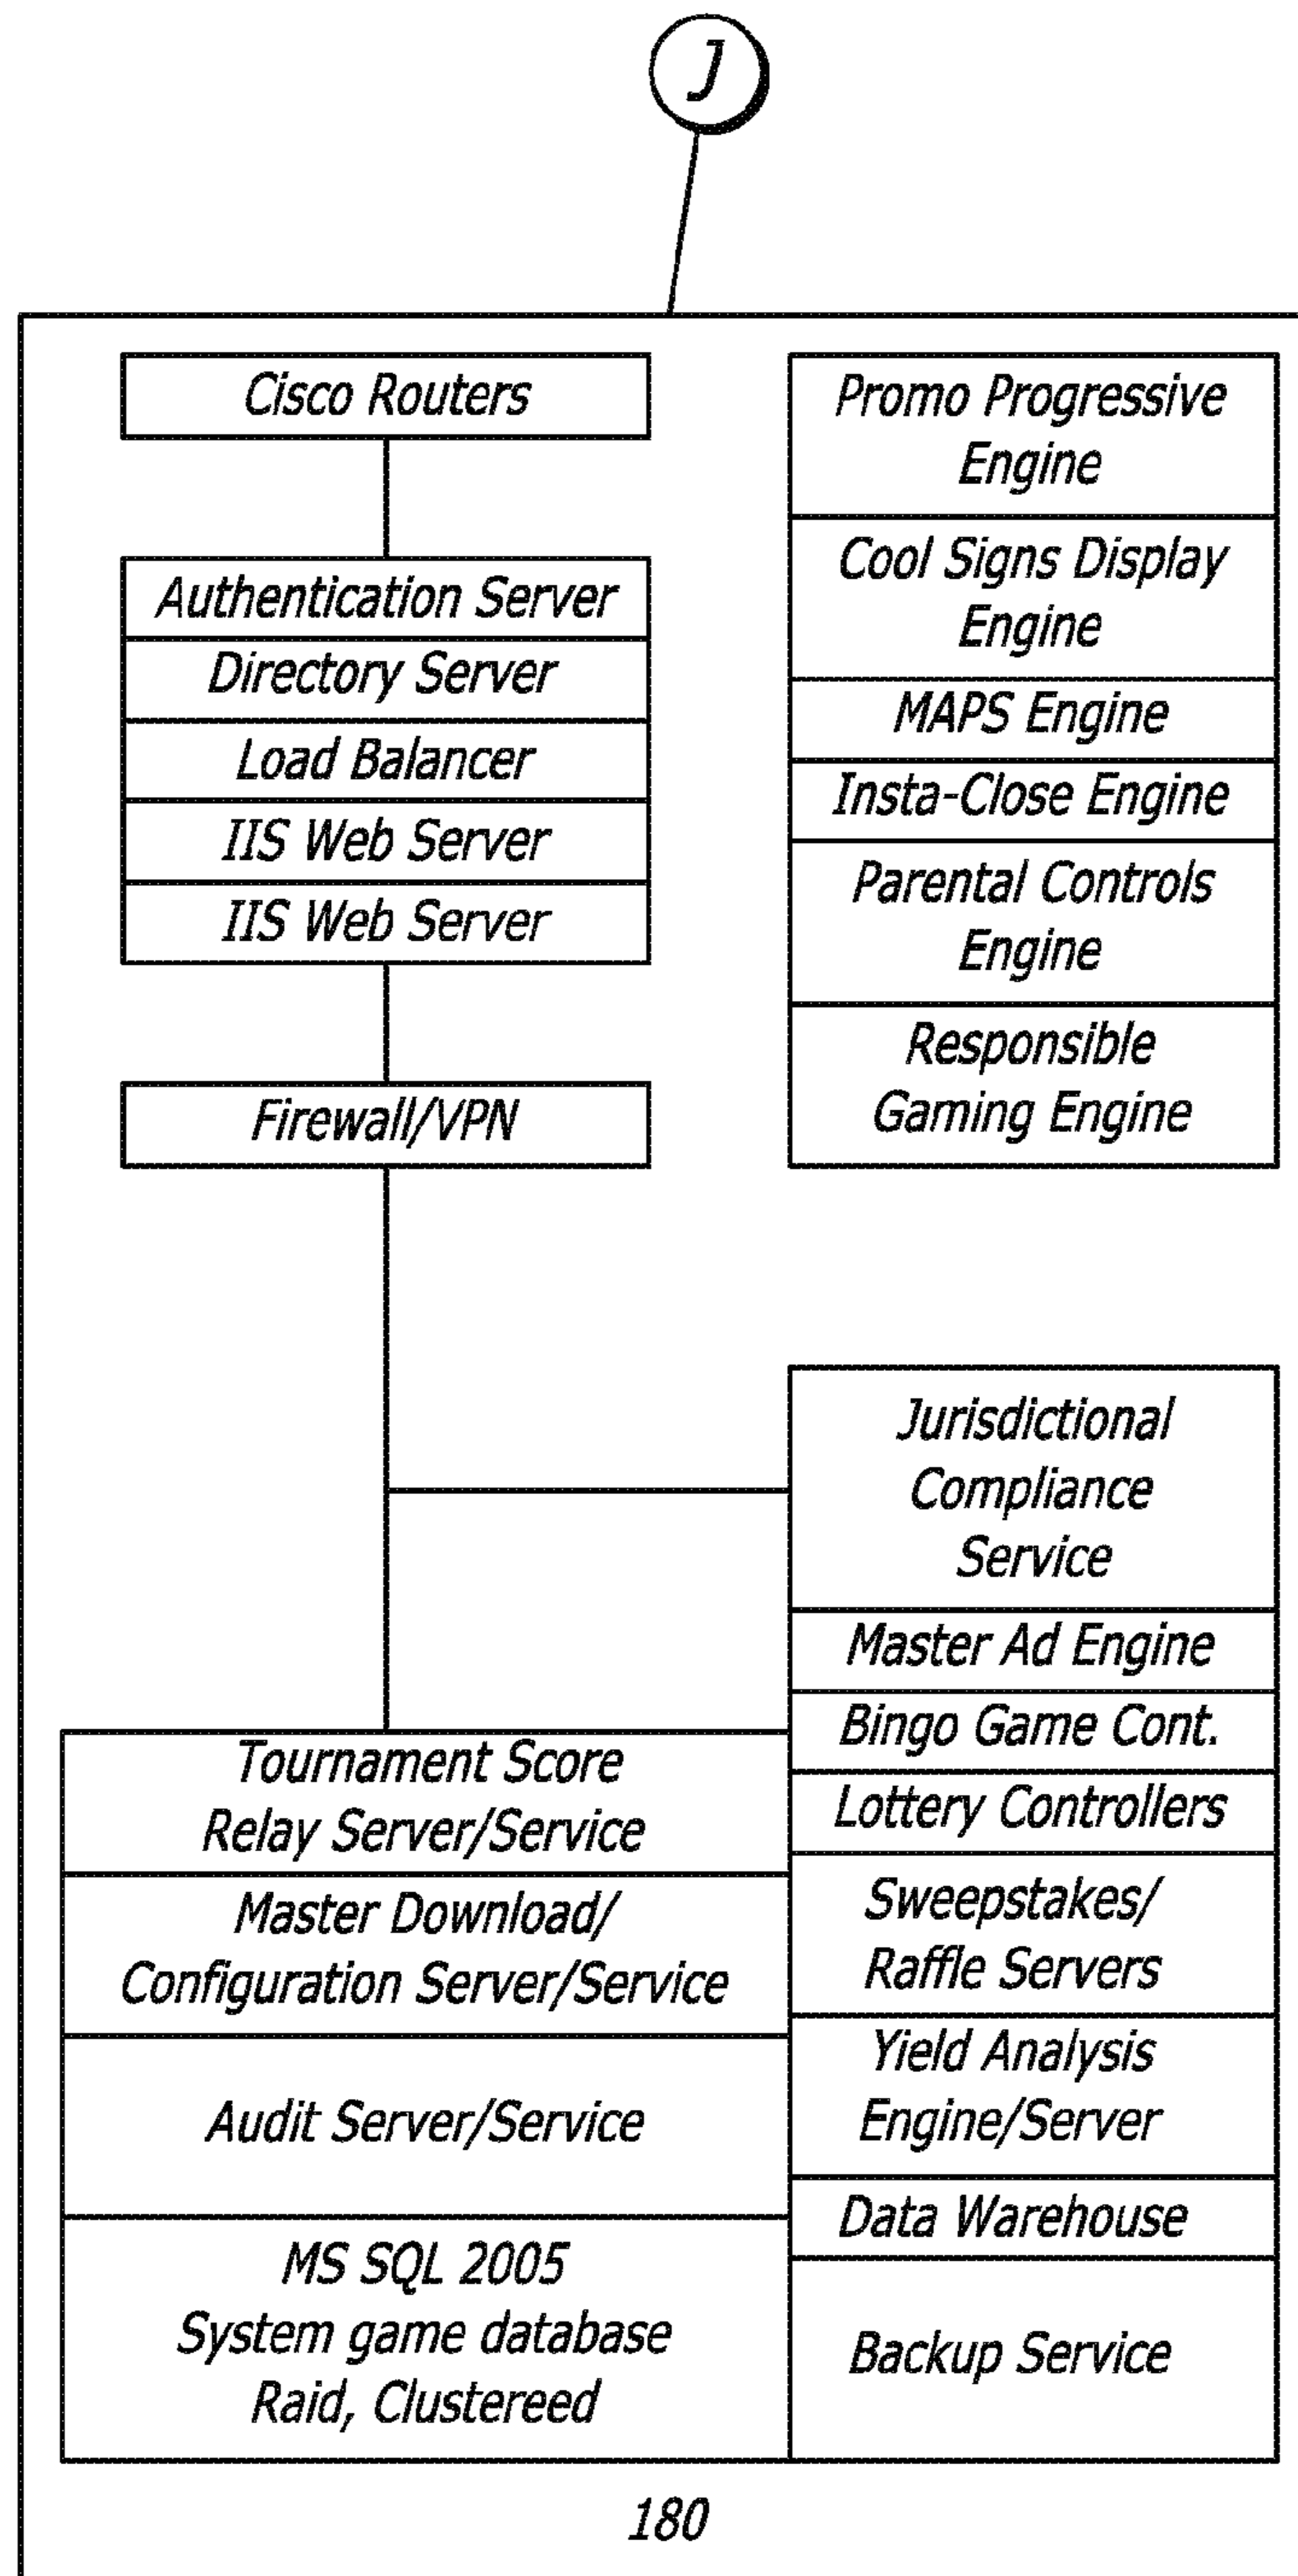 J
Cisco Routers
Authentication Server
Directory Server
Load Balancer
IIS Web Server
IIS Web Server
Firewall/VPN
Promo Progressive
Engine
Cool Signs Display
Engine
MAPS Engine
Insta-Close Engine
Parental Controls
Engine
Responsible
Gaming Engine
Jurisdictional
Compliance
Service
Master Ad Engine
Bingo Game Cont.
Lottery Controllers
Sweepstakes/
Raffle Servers
Yield Analysis
Engine/Server
Data Warehouse
Backup Service
Tournament Score
Relay Server/Service
Master Download/
Configuration Server/Service
Audit Server/Service
MS SQL 2005
System game database
Raid, Clustereed
180